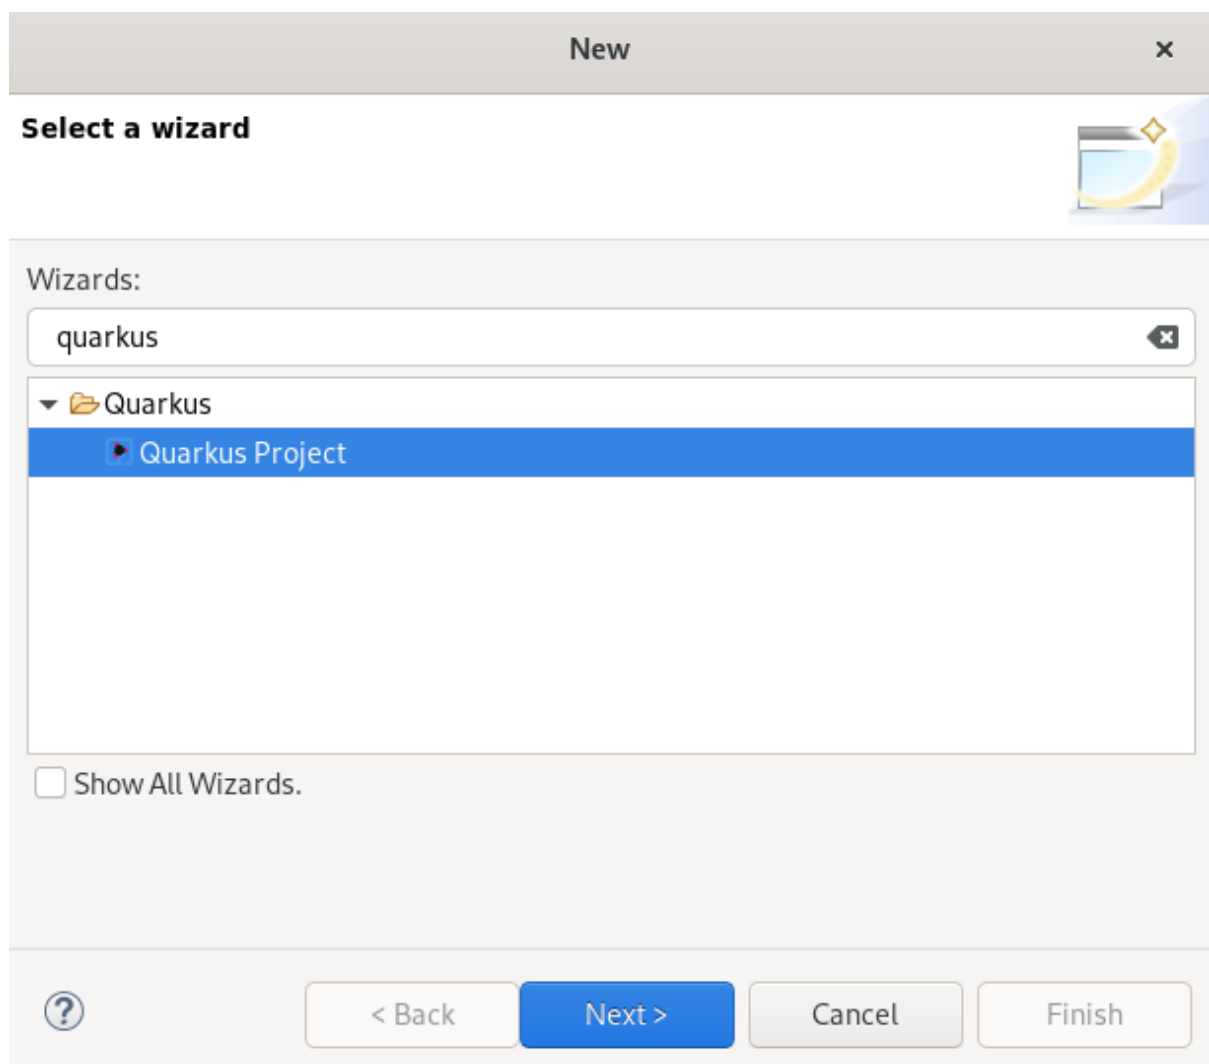 New
Select a wizard
Wizards:
quarkus
Quarkus
Quarkus Project
Show All Wizards.
< Back Next > Cancel Finish